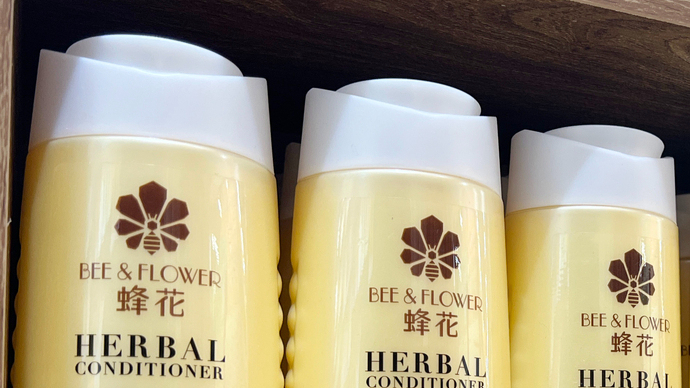 BEE & FLOWER
蜂花
HERBAL
CONDITIONER
BEE & FLOWER
蜂花
HERBAL
CONDITIONER
BEE & FLOWER
蜂花
HERBAL